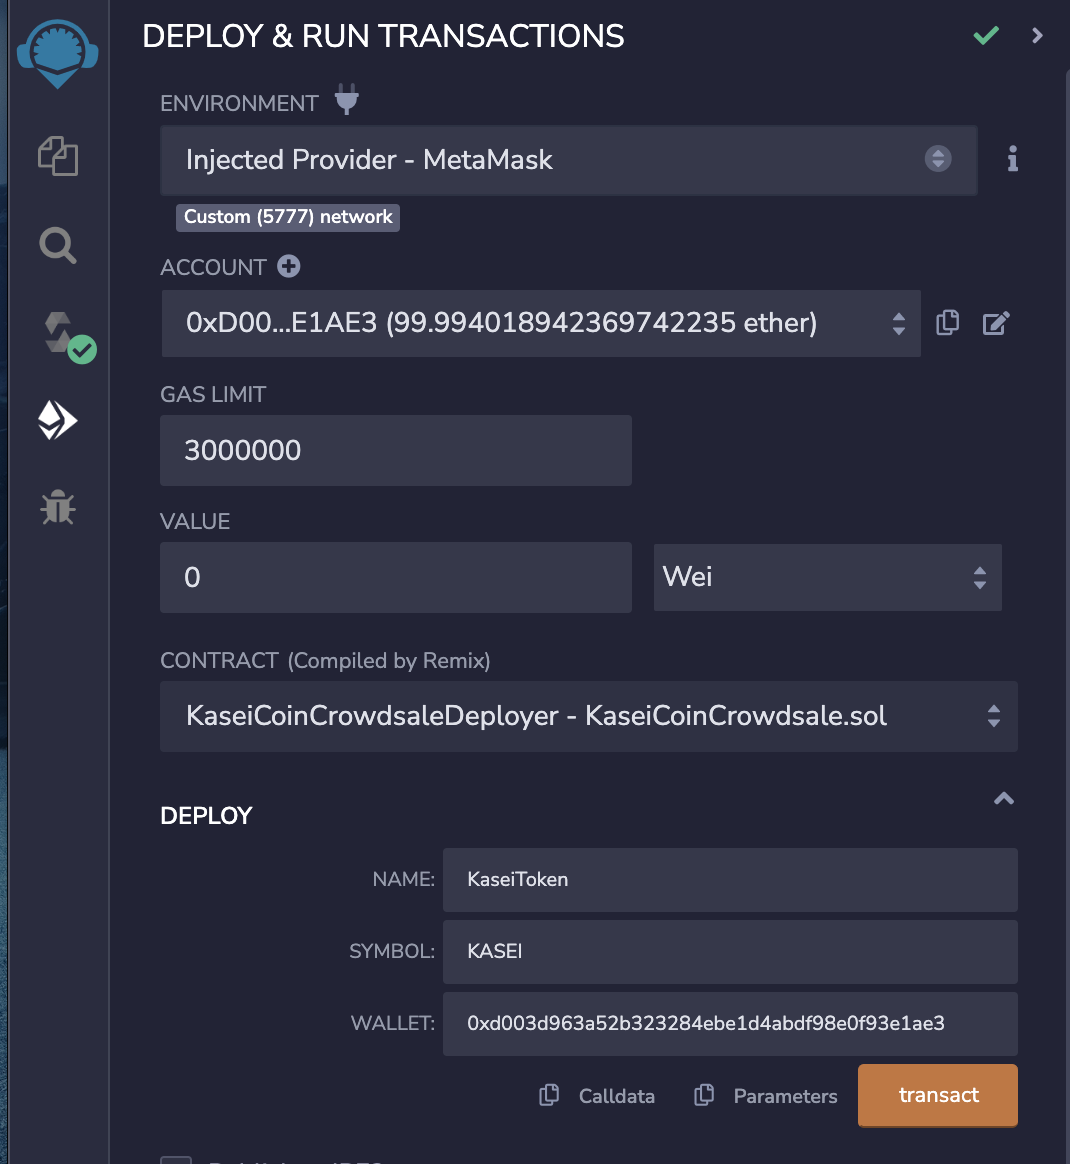 DEPLOY & RUN TRANSACTIONS
ENVIRONMENT
Injected Provider - MetaMask
Custom (5777) network
ACCOUNT
0xD00...E1AE3 (99.994018942369742235 ether)
GAS LIMIT
3000000
VALUE
0 Wei
CONTRACT (Compiled by Remix)
KaseiCoinCrowdsaleDeployer - KaseiCoinCrowdsale.sol
DEPLOY
NAME: KaseiToken
SYMBOL: KASEI
WALLET: 0xd003d963a52b323284ebe1d4abdf98e0f93e1ae3
Calldata Parameters transact